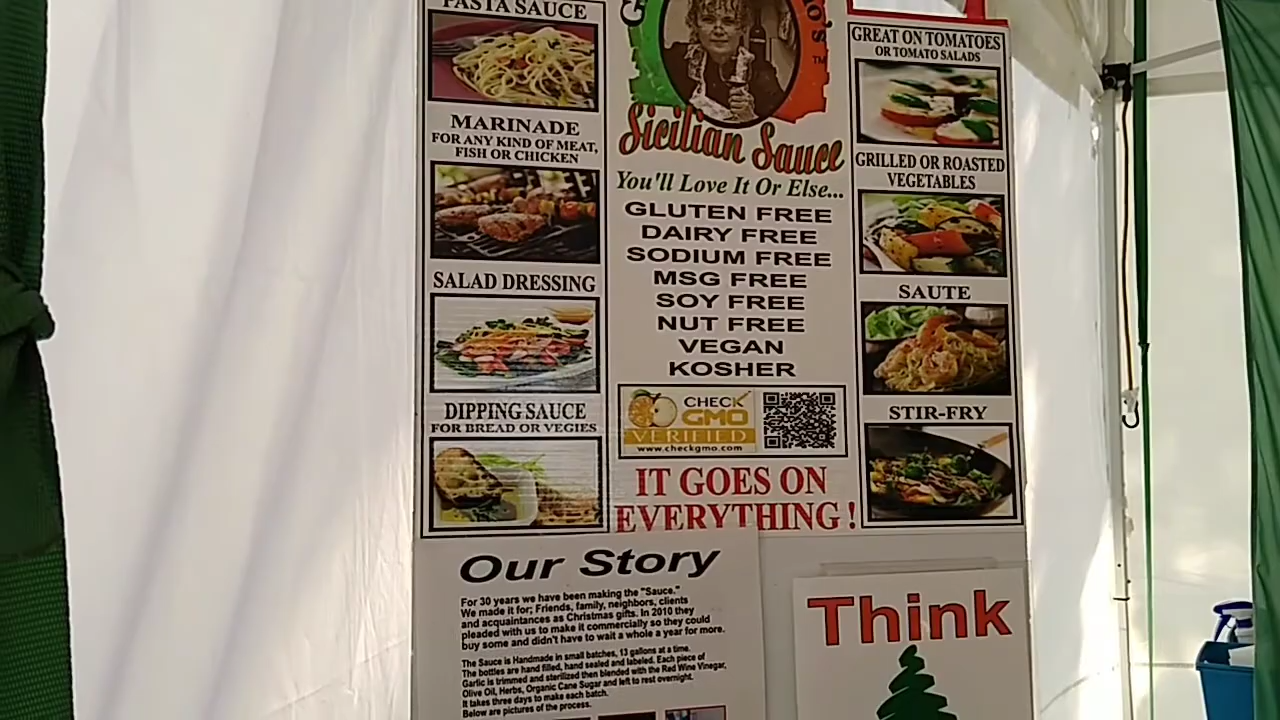 PASTA SAUCE
MARINADE
FOR ANY KIND OF MEAT,
FISH OR CHICKEN
SALAD DRESSING
DIPPING SAUCE
FOR BREAD OR VEGIES
TM
Sicilian Sauce
You'll Love It Or Else...
GLUTEN FREE
DAIRY FREE
SODIUM FREE
MSG FREE
SOY FREE
NUT FREE
VEGAN
KOSHER
CHECK
GMO
VERIFIED
www.checkgmo.com
IT GOES ON
EVERYTHING!
GREAT ON TOMATOES
OR TOMATO SALADS
GRILLED OR ROASTED
VEGETABLES
SAUTE
STIR-FRY
Our Story
For 30 years we have been making the "Sauce."
We made it for; Friends, family, neighbors, clients
and acquaintances as Christmas gifts. In 2010 they
pleaded with us to make it commercially so they could
buy some and didn't have to wait a whole a year for more.
The Sauce is Handmade in small batches, 13 gallons at a time.
The bottles are hand filled, hand sealed and labeled. Each piece of
Garlic is trimmed and sterilized then blended with the Red Wine Vinegar,
Olive Oil, Herbs, Organic Cane Sugar and left to rest overnight.
It takes three days to make each batch.
Below are pictures of the process.
Think